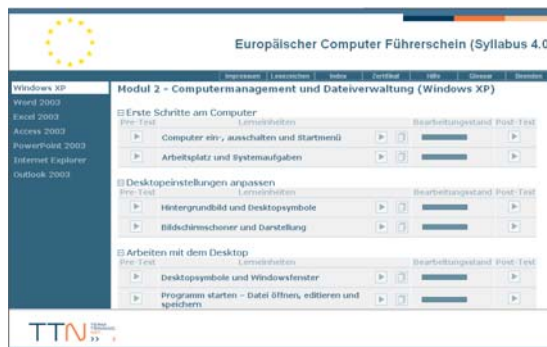 Europäischer Computer Führerschein (Syllabus 4.0
Impressum Lesezeichen Index Zertifikat Hilfe Glossar Beenden
Windows XP
Word 2003
Excel 2003
Access 2003
PowerPoint 2003
Internet Explorer
Outlook 2003
Modul 2 - Computermanagement und Dateiverwaltung (Windows XP)
Erste Schritte am Computer
Pre-Test Lerneinheiten Bearbeitungsstand Post-Test
Computer ein-, ausschalten und Startmenü
Arbeitsplatz und Systemaufgaben
Desktopeinstellungen anpassen
Pre-Test Lerneinheiten Bearbeitungsstand Post-Test
Hintergrundbild und Desktopsymbole
Bildschirmschoner und Darstellung
Arbeiten mit dem Desktop
Pre-Test Lerneinheiten Bearbeitungsstand Post-Test
Desktopsymbole und Windowsfenster
Programm starten – Datei öffnen, editieren und
speichern
TTN